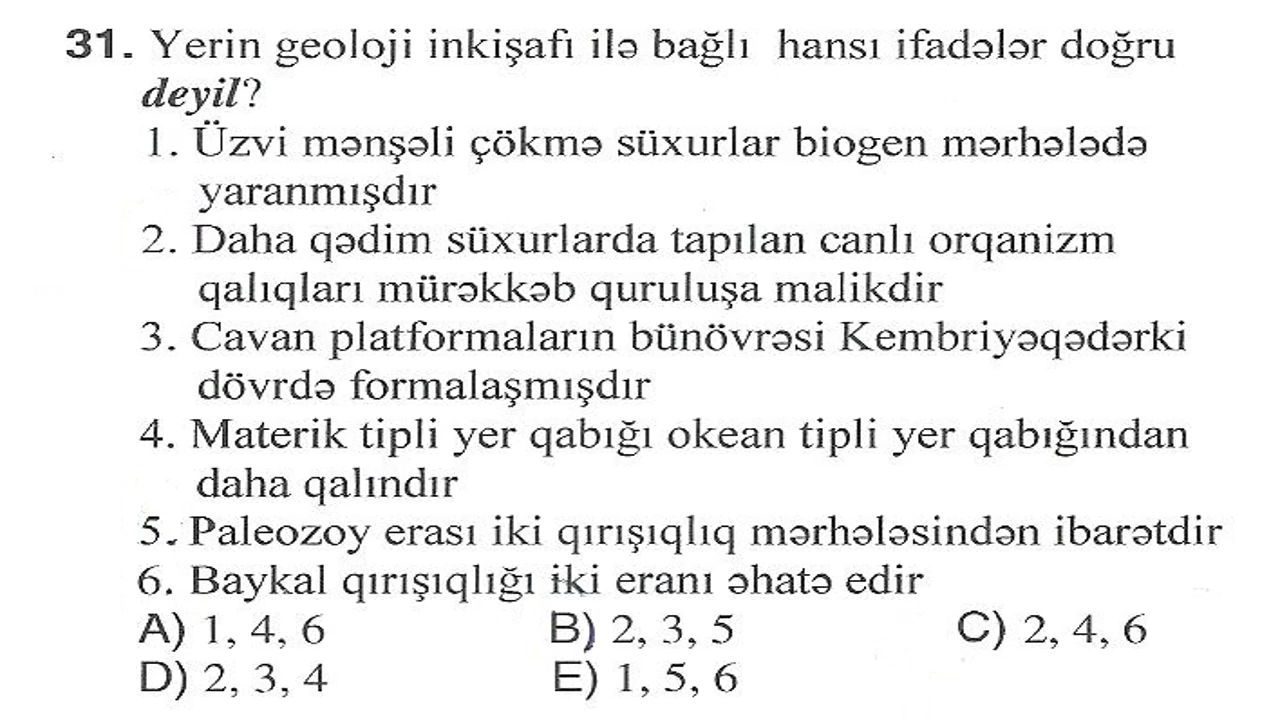 31. Yerin geoloji inkişafı ilə bağlı hansı ifadələr doğru
deyil?
1. Üzvi mənşəli çökmə süxurlar biogen mərhələdə
yaranmışdır
2. Daha qədim süxurlarda tapılan canlı orqanizm
qalıqları mürəkkəb quruluşa malikdir
3. Cavan platformaların bünövrəsi Kembriyəqədərki
dövrdə formalaşmışdır
4. Materik tipli yer qabığı okean tipli yer qabığından
daha qalındır
5. Paleozoy erası iki qırışıqlıq mərhələsindən ibarətdir
6. Baykal qırışıqlığı iki eranı əhatə edir
A) 1, 4, 6 B) 2, 3, 5 C) 2, 4, 6
D) 2, 3, 4 E) 1, 5, 6